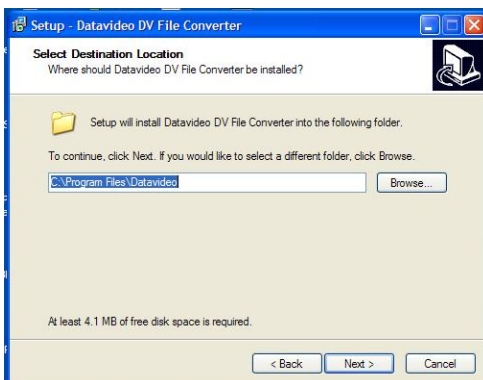 Setup - Datavideo DV File Converter
Select Destination Location
Where should Datavideo DV File Converter be installed?
Setup will install Datavideo DV File Converter into the following folder.
To continue, click Next. If you would like to select a different folder, click Browse.
C:\Program Files\Datavideo
Browse...
At least 4.1 MB of free disk space is required.
< Back
Next >
Cancel